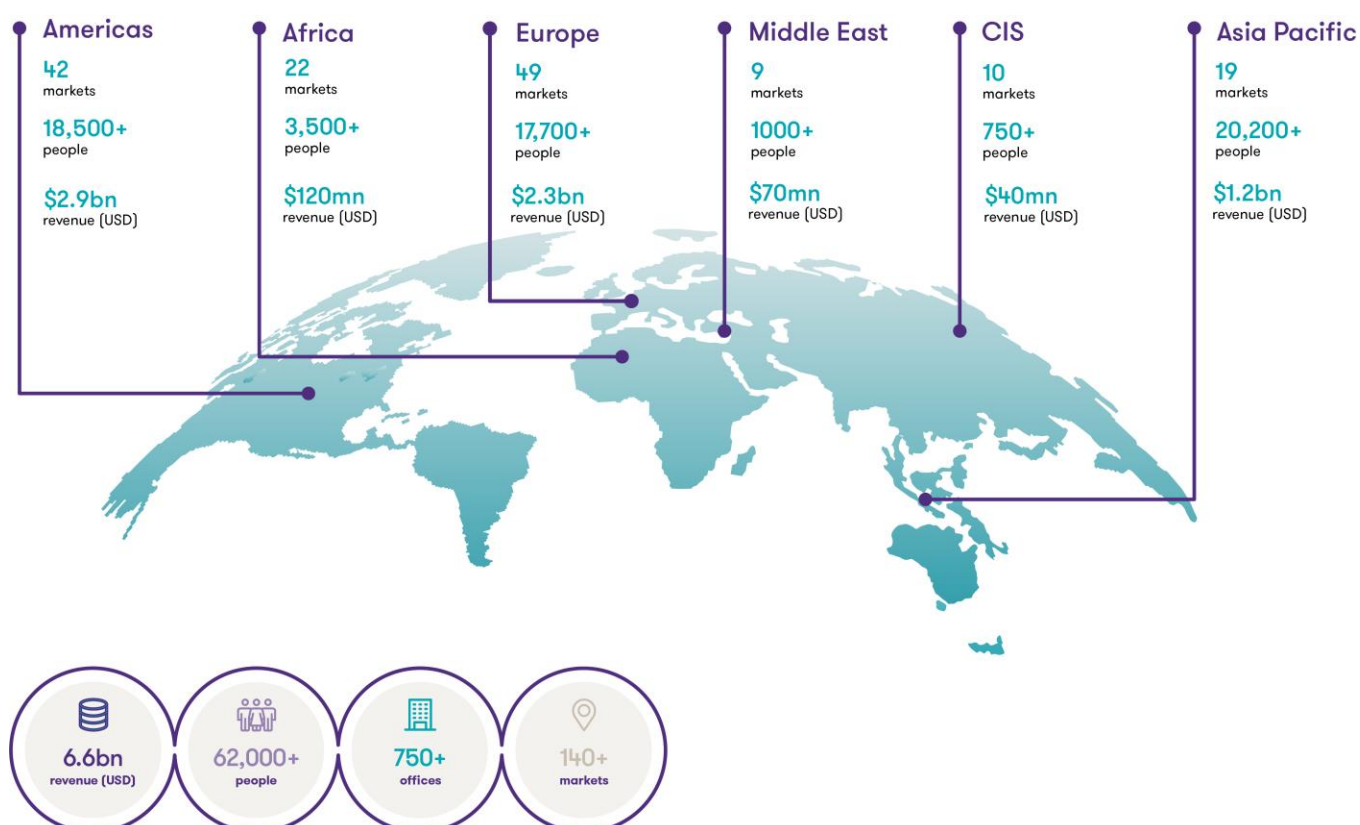 Americas
42
markets
18,500+
people
$2.9bn
revenue (USD)
Africa
22
markets
3,500+
people
$120mn
revenue (USD)
Europe
49
markets
17,700+
people
$2.3bn
revenue (USD)
Middle East
9
markets
1000+
people
$70mn
revenue (USD)
CIS
10
markets
750+
people
$40mn
revenue (USD)
Asia Pacific
19
markets
20,200+
people
$1.2bn
revenue (USD)
6.6bn
revenue (USD)
62,000+
people
750+
offices
140+
markets